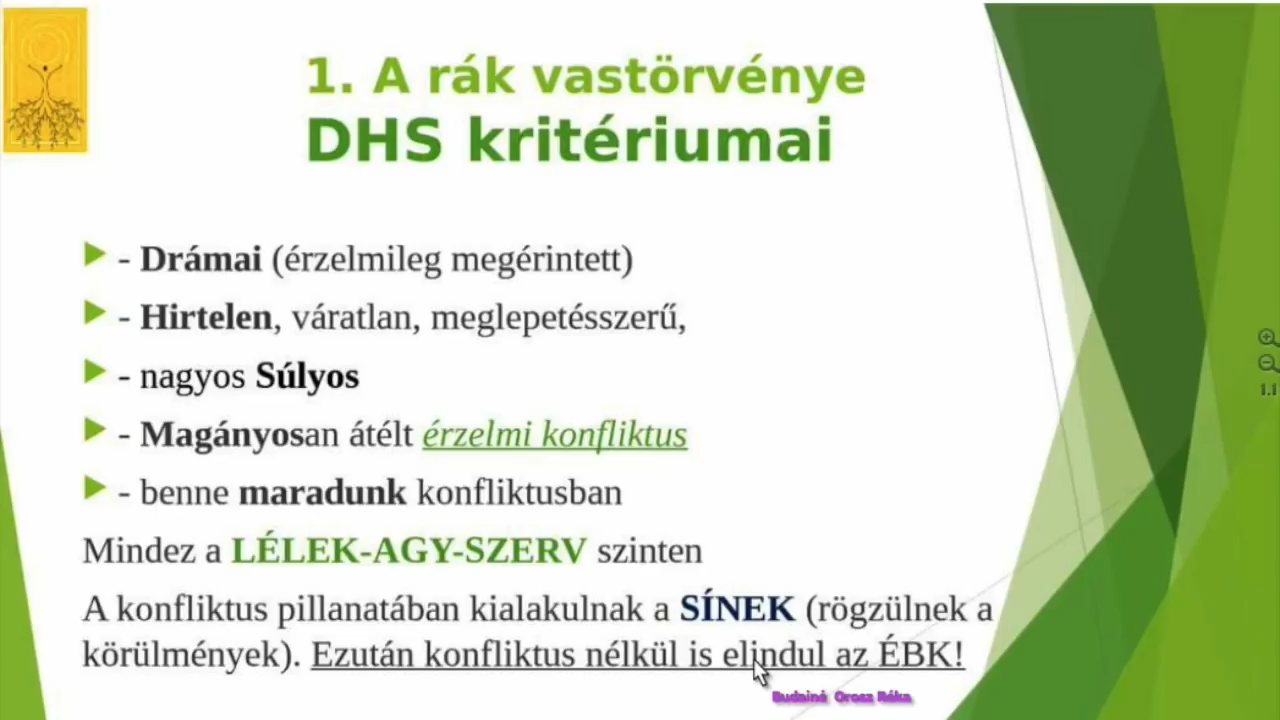 1. A rák vastörvénye
DHS kritériumai
- Drámai (érzelmileg megérintett)
- Hirtelen, váratlan, meglepetésszerű,
- nagyos Súlyos
- Magányosan átélt érzelmi konfliktus
- benne maradunk konfliktusban
Mindez a LÉLEK-AGY-SZERV szinten
A konfliktus pillanatában kialakulnak a SÍNEK (rögzülnek a
körülmények). Ezután konfliktus nélkül is elindul az ÉBK!
Budainé Orosz Réka
1.1